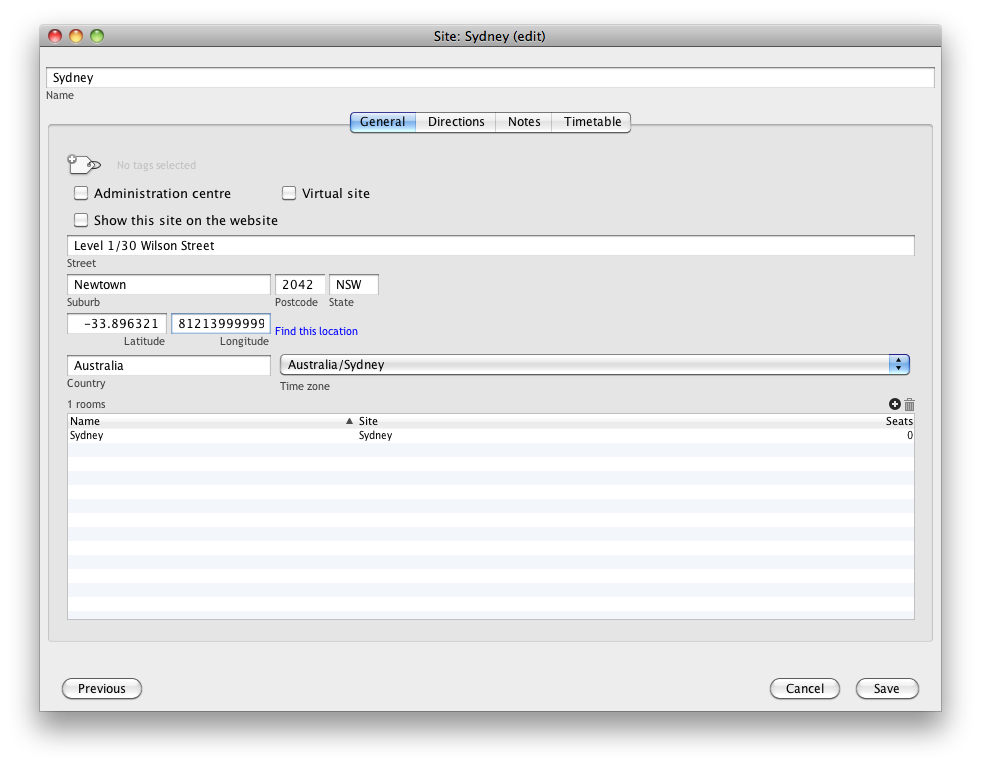 Site: Sydney (edit)
Sydney
Name
General Directions Notes Timetable
No tags selected
Administration centre Virtual site
Show this site on the website
Level 1/30 Wilson Street
Street
Newtown 2042 NSW
Suburb Postcode State
-33.896321 81213999999 Find this location
Latitude Longitude
Australia Australia/Sydney
Country Time zone
1 rooms
Name Site Seats
Sydney Sydney 0
Previous Cancel Save